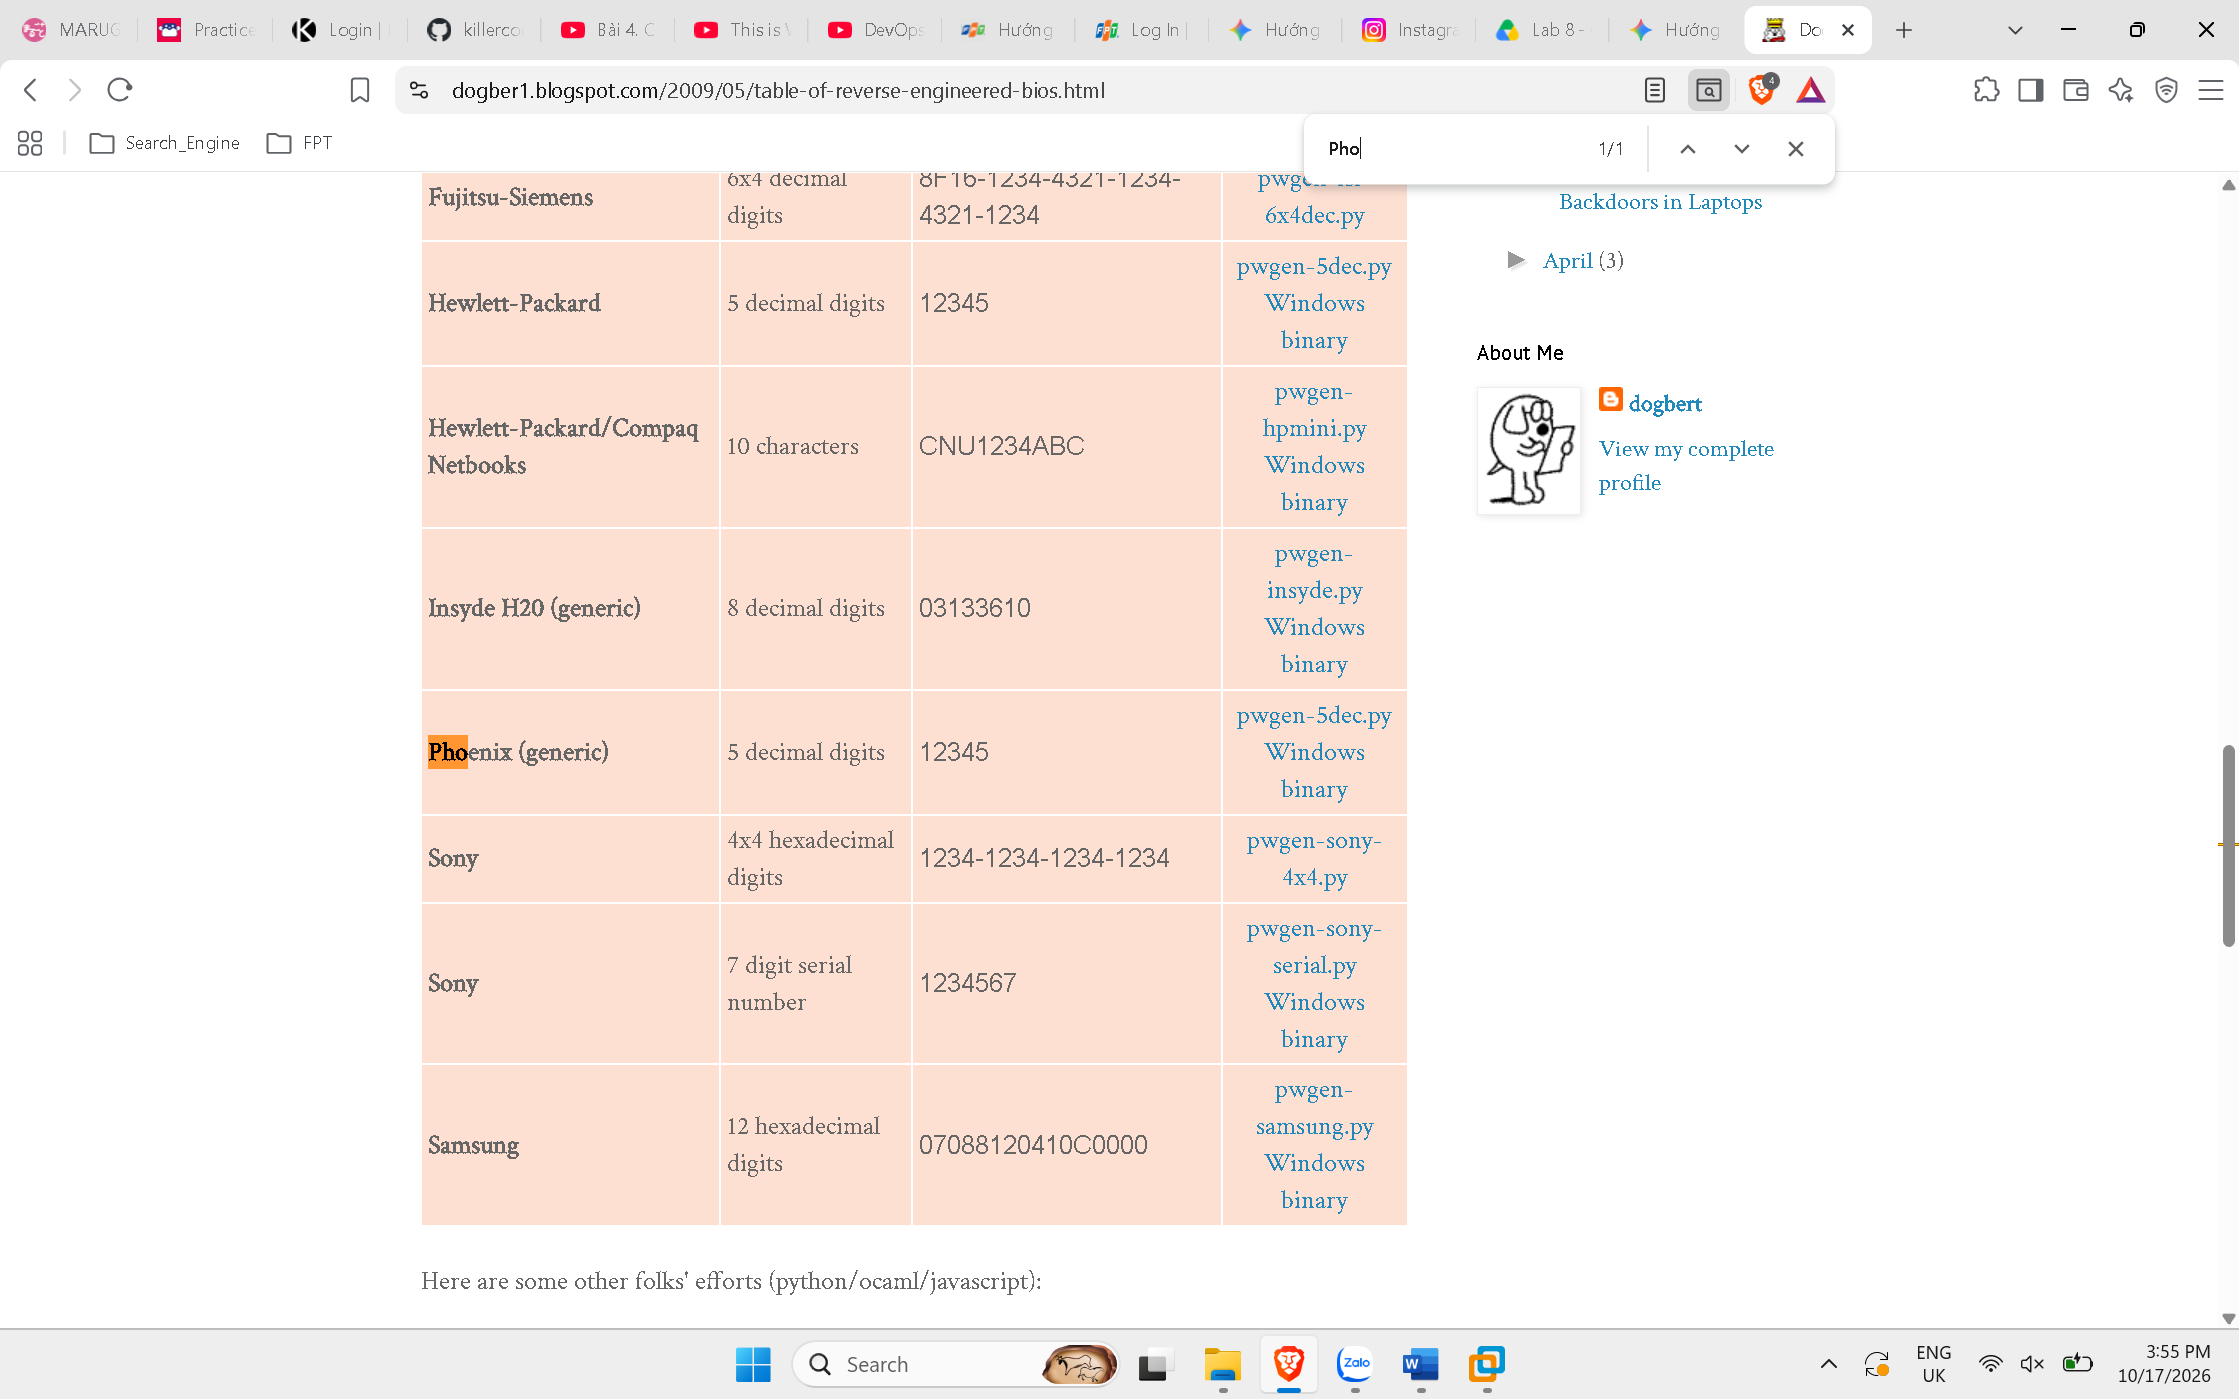 MARUG
Practice
Login |
killerco
Bài 4. C
This is V
DevOps
Hướng
Log In |
Hướng
Instagra
Lab 8 -
Hướng
Do
dogber1.blogspot.com/2009/05/table-of-reverse-engineered-bios.html
4
Search_Engine
FPT
Pho
1/1
Fujitsu-Siemens
6x4 decimal
digits
8F16-1234-4321-1234-
4321-1234
6x4dec.py
Hewlett-Packard
5 decimal digits
12345
pwgen-5dec.py
Windows
binary
Hewlett-Packard/Compaq
Netbooks
10 characters
CNU1234ABC
pwgen-
hpmini.py
Windows
binary
Insyde H20 (generic)
8 decimal digits
03133610
pwgen-
insyde.py
Windows
binary
Phoenix (generic)
5 decimal digits
12345
pwgen-5dec.py
Windows
binary
Sony
4x4 hexadecimal
digits
1234-1234-1234-1234
pwgen-sony-
4x4.py
Sony
7 digit serial
number
1234567
pwgen-sony-
serial.py
Windows
binary
Samsung
12 hexadecimal
digits
07088120410C0000
pwgen-
samsung.py
Windows
binary
Here are some other folks' efforts (python/ocaml/javascript):
Backdoors in Laptops
April (3)
About Me
dogbert
View my complete
profile
Search
Zalo
ENG
UK
3:55 PM
10/17/2026